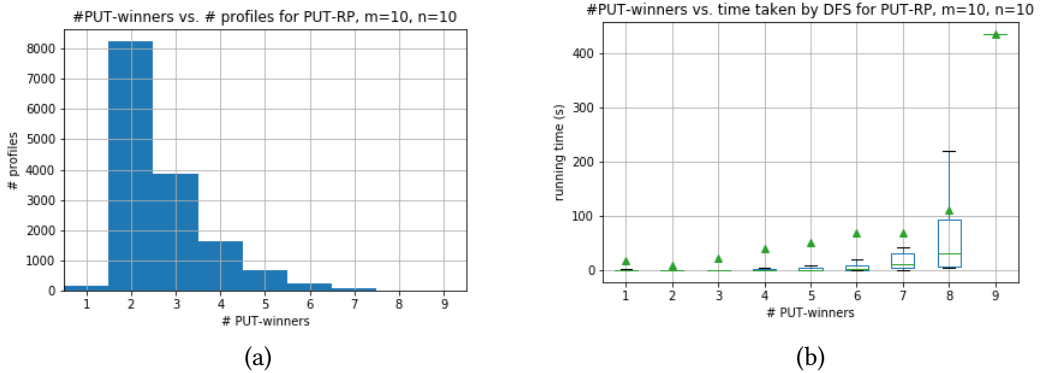 #PUT-winners vs. # profiles for PUT-RP, m=10, n=10
8000
7000
6000
5000
4000
3000
2000
1000
0
# profiles
1 2 3 4 5 6 7 8 9
# PUT-winners
(a)
#PUT-winners vs. time taken by DFS for PUT-RP, m=10, n=10
400
300
200
100
0
running time (s)
1 2 3 4 5 6 7 8 9
# PUT-winners
(b)